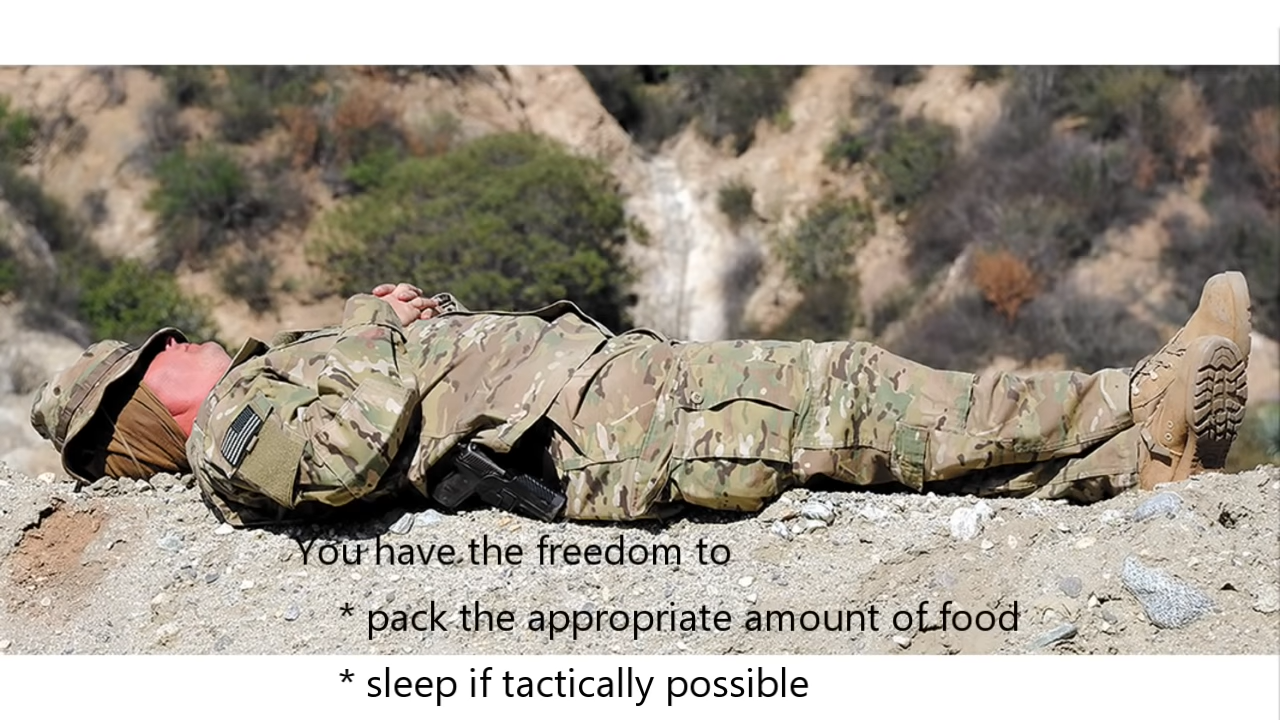 You have the freedom to
* pack the appropriate amount of food
* sleep if tactically possible